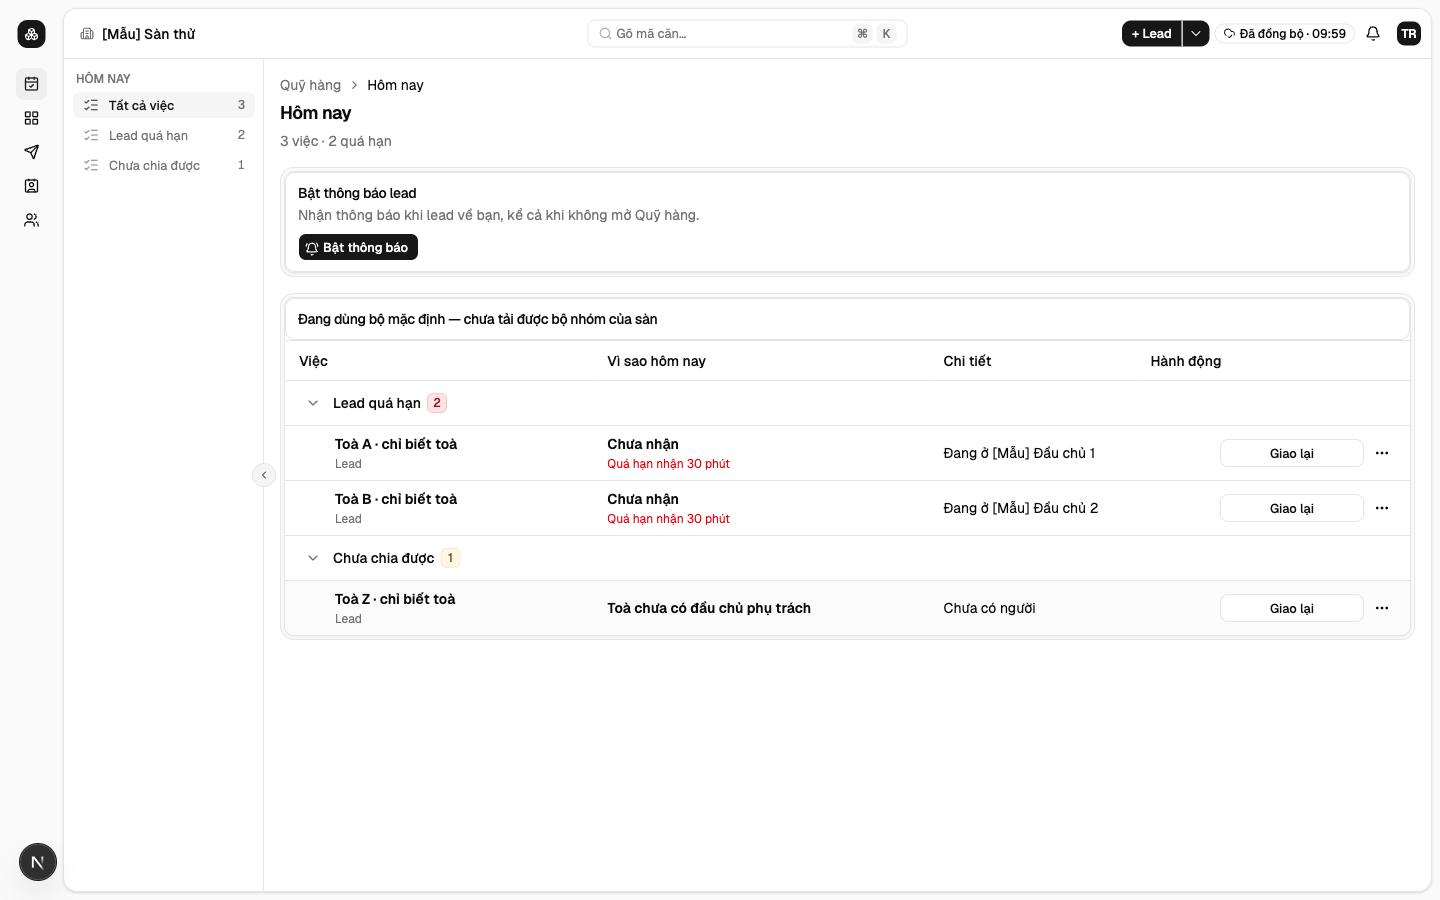 [Mẫu] Sàn thử
Gõ mã căn...
⌘ K
+ Lead
Đã đồng bộ · 09:59
TR
HÔM NAY
Tất cả việc 3
Lead quá hạn 2
Chưa chia được 1
Quỹ hàng > Hôm nay
Hôm nay
3 việc · 2 quá hạn
Bật thông báo lead
Nhận thông báo khi lead về bạn, kể cả khi không mở Quỹ hàng.
Bật thông báo
Đang dùng bộ mặc định — chưa tải được bộ nhóm của sàn
Việc Vì sao hôm nay Chi tiết Hành động
Lead quá hạn 2
Toà A · chỉ biết toà
Lead
Chưa nhận
Quá hạn nhận 30 phút
Đang ở [Mẫu] Đầu chủ 1
Giao lại
Toà B · chỉ biết toà
Lead
Chưa nhận
Quá hạn nhận 30 phút
Đang ở [Mẫu] Đầu chủ 2
Giao lại
Chưa chia được 1
Toà Z · chỉ biết toà
Lead
Toà chưa có đầu chủ phụ trách
Chưa có người
Giao lại
N